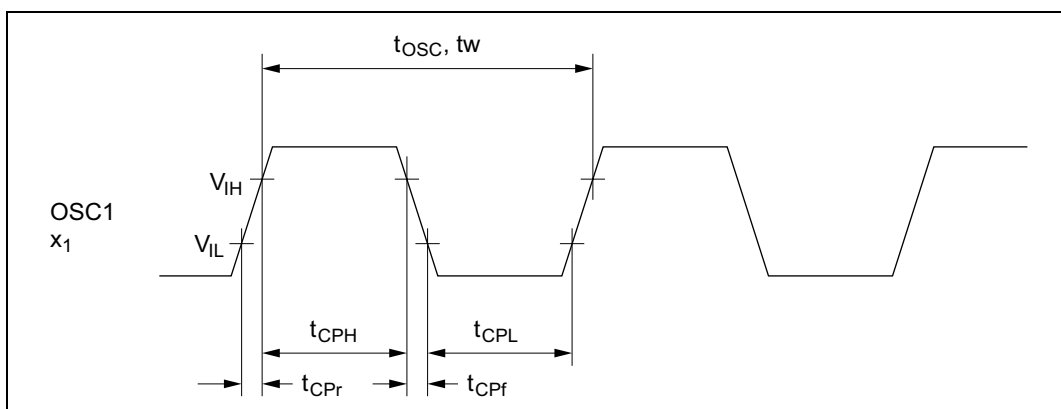 tOSC, tw
VIH
OSC1
x1
VIL
tCPH
tCPL
tCPr
tCPf